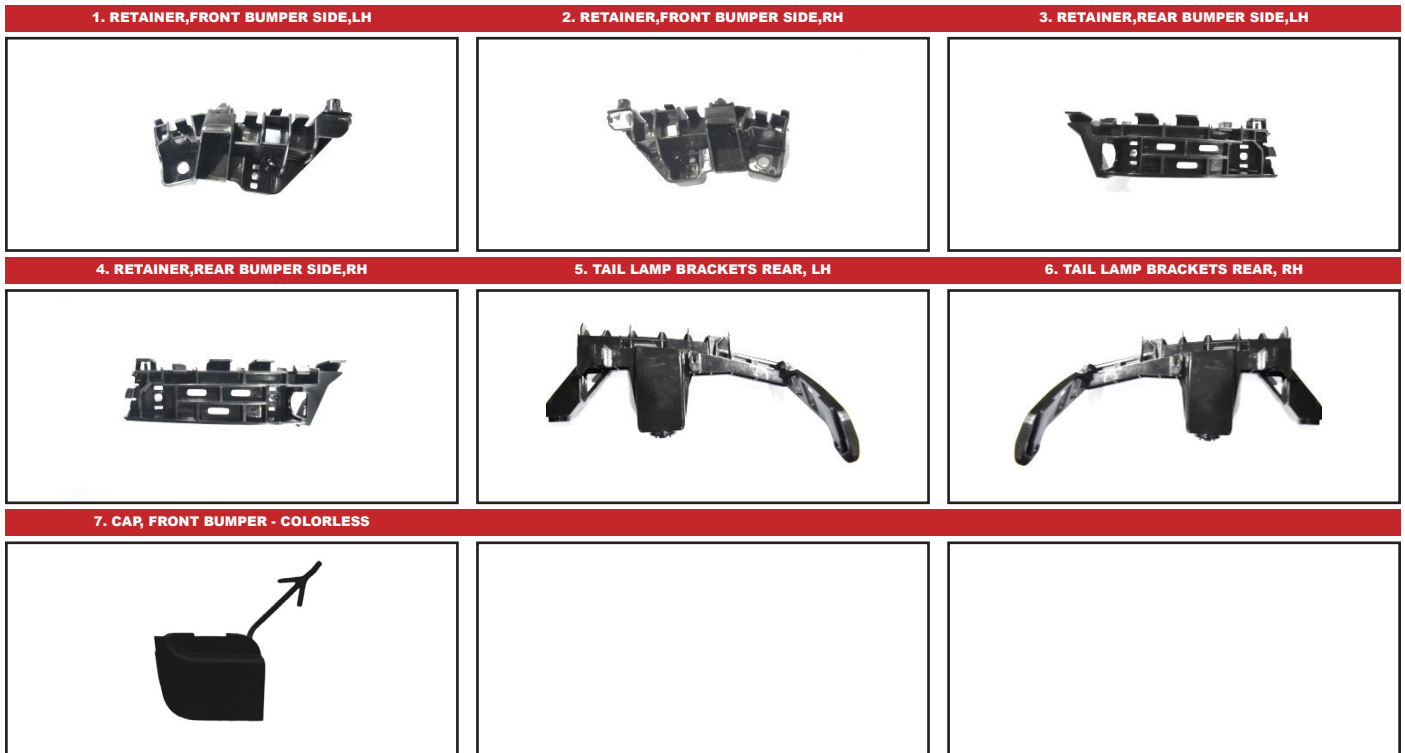 1. RETAINER,FRONT BUMPER SIDE,LH
2. RETAINER,FRONT BUMPER SIDE,RH
3. RETAINER,REAR BUMPER SIDE,LH
4. RETAINER,REAR BUMPER SIDE,RH
5. TAIL LAMP BRACKETS REAR, LH
6. TAIL LAMP BRACKETS REAR, RH
7. CAP, FRONT BUMPER - COLORLESS